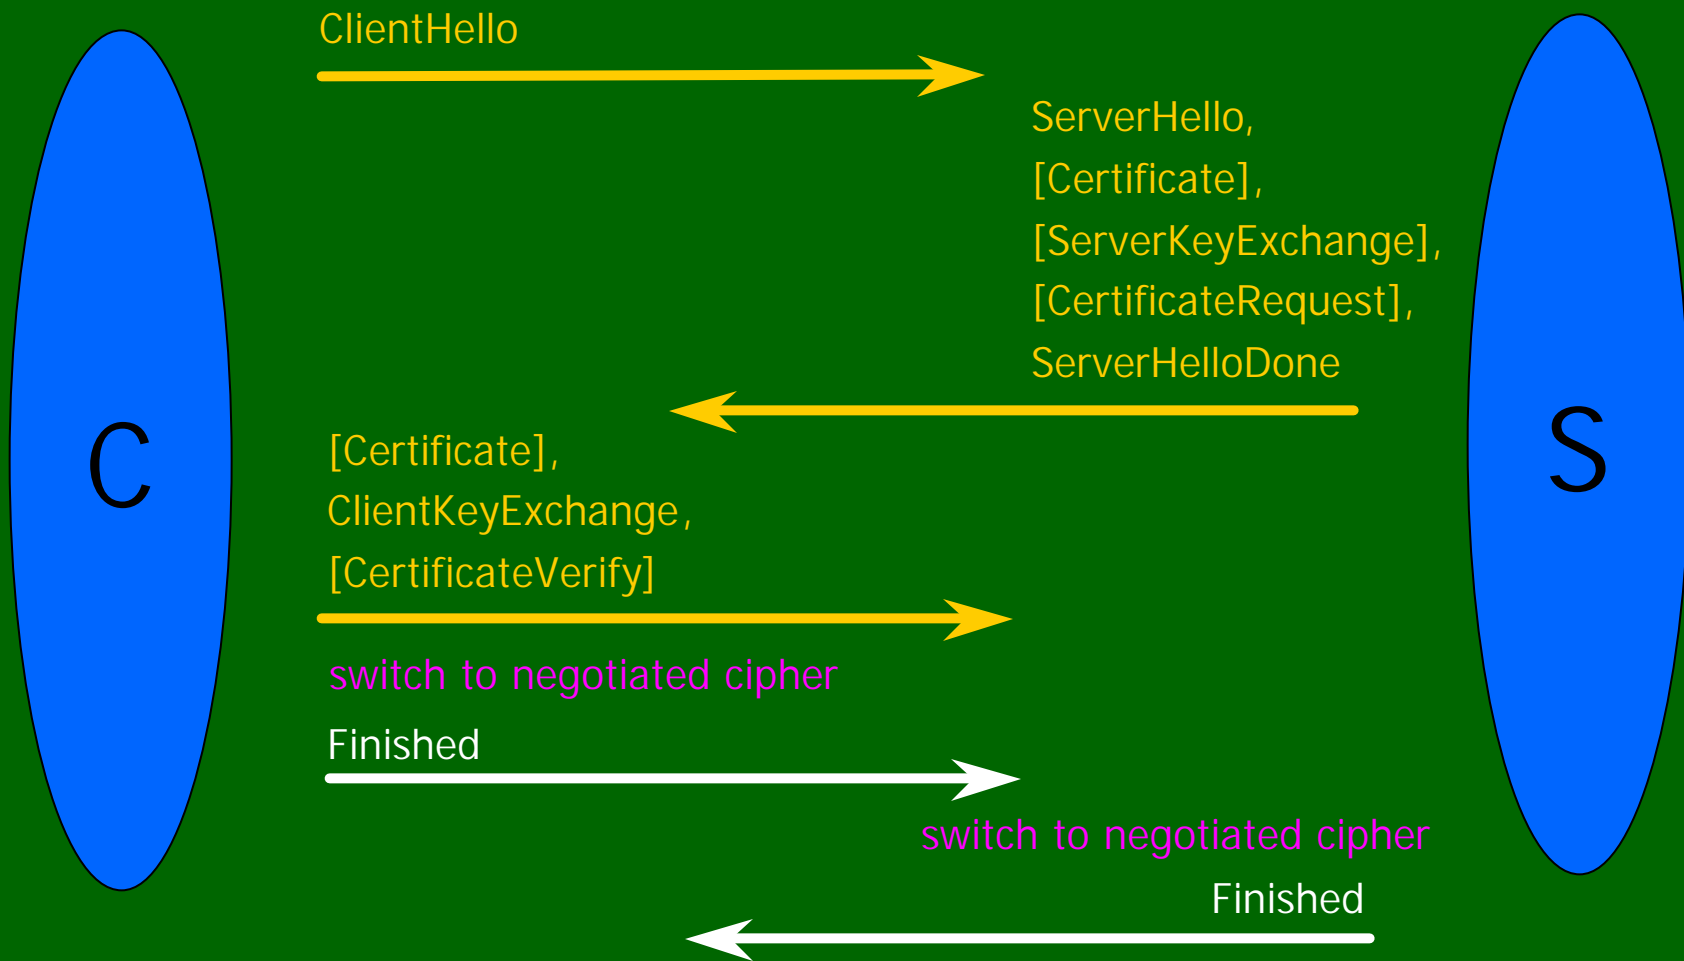 ClientHello
ServerHello,
[Certificate],
[ServerKeyExchange],
[CertificateRequest],
ServerHelloDone
C
S
[Certificate],
ClientKeyExchange,
[CertificateVerify]
switch to negotiated cipher
Finished
switch to negotiated cipher
Finished